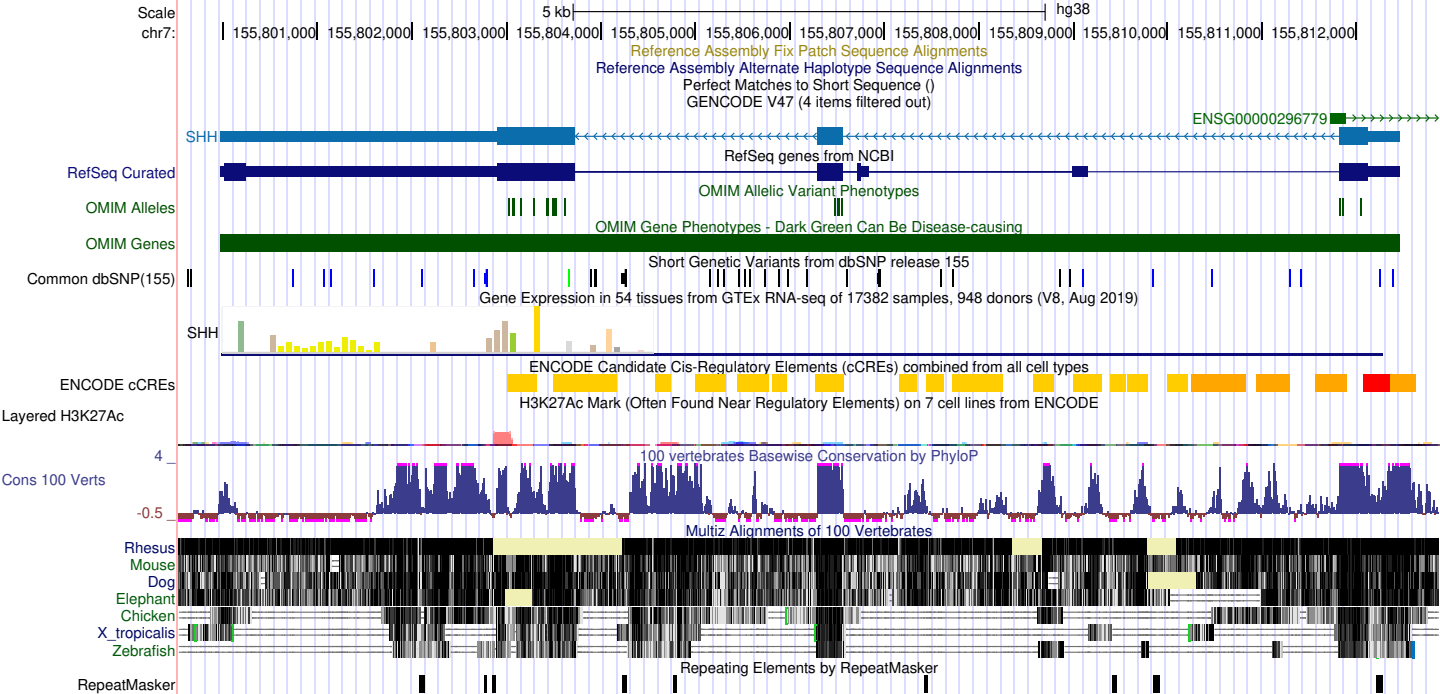 Scale 5 kb hg38
chr7: 155,801,000 155,802,000 155,803,000 155,804,000 155,805,000 155,806,000 155,807,000 155,808,000 155,809,000 155,810,000 155,811,000 155,812,000
Reference Assembly Fix Patch Sequence Alignments
Reference Assembly Alternate Haplotype Sequence Alignments
Perfect Matches to Short Sequence ()
GENCODE V47 (4 items filtered out)
ENSG00000296779
SHH
RefSeq genes from NCBI
RefSeq Curated
OMIM Allelic Variant Phenotypes
OMIM Alleles
OMIM Gene Phenotypes - Dark Green Can Be Disease-causing
OMIM Genes
Short Genetic Variants from dbSNP release 155
Common dbSNP(155)
Gene Expression in 54 tissues from GTEx RNA-seq of 17382 samples, 948 donors (V8, Aug 2019)
SHH
ENCODE Candidate Cis-Regulatory Elements (cCREs) combined from all cell types
ENCODE cCREs
H3K27Ac Mark (Often Found Near Regulatory Elements) on 7 cell lines from ENCODE
Layered H3K27Ac
100 vertebrates Basewise Conservation by PhyloP
4 _
Cons 100 Verts
-0.5 _
Multiz Alignments of 100 Vertebrates
Rhesus
Mouse
Dog
Elephant
Chicken
X_tropicalis
Zebrafish
Repeating Elements by RepeatMasker
RepeatMasker